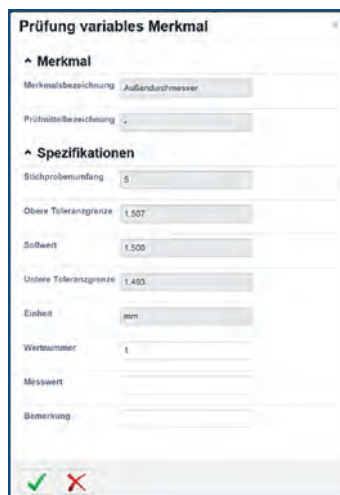 Prüfung variables Merkmal
Merkmal
Merkmalsbezeichnung Außendurchmesser
Prüfmittelbezeichnung -
Spezifikationen
Stichprobenumfang 5
Obere Toleranzgrenze 1,507
Sollwert 1,500
Untere Toleranzgrenze 1,493
Einheit mm
Wertnummer 1
Messwert
Bemerkung